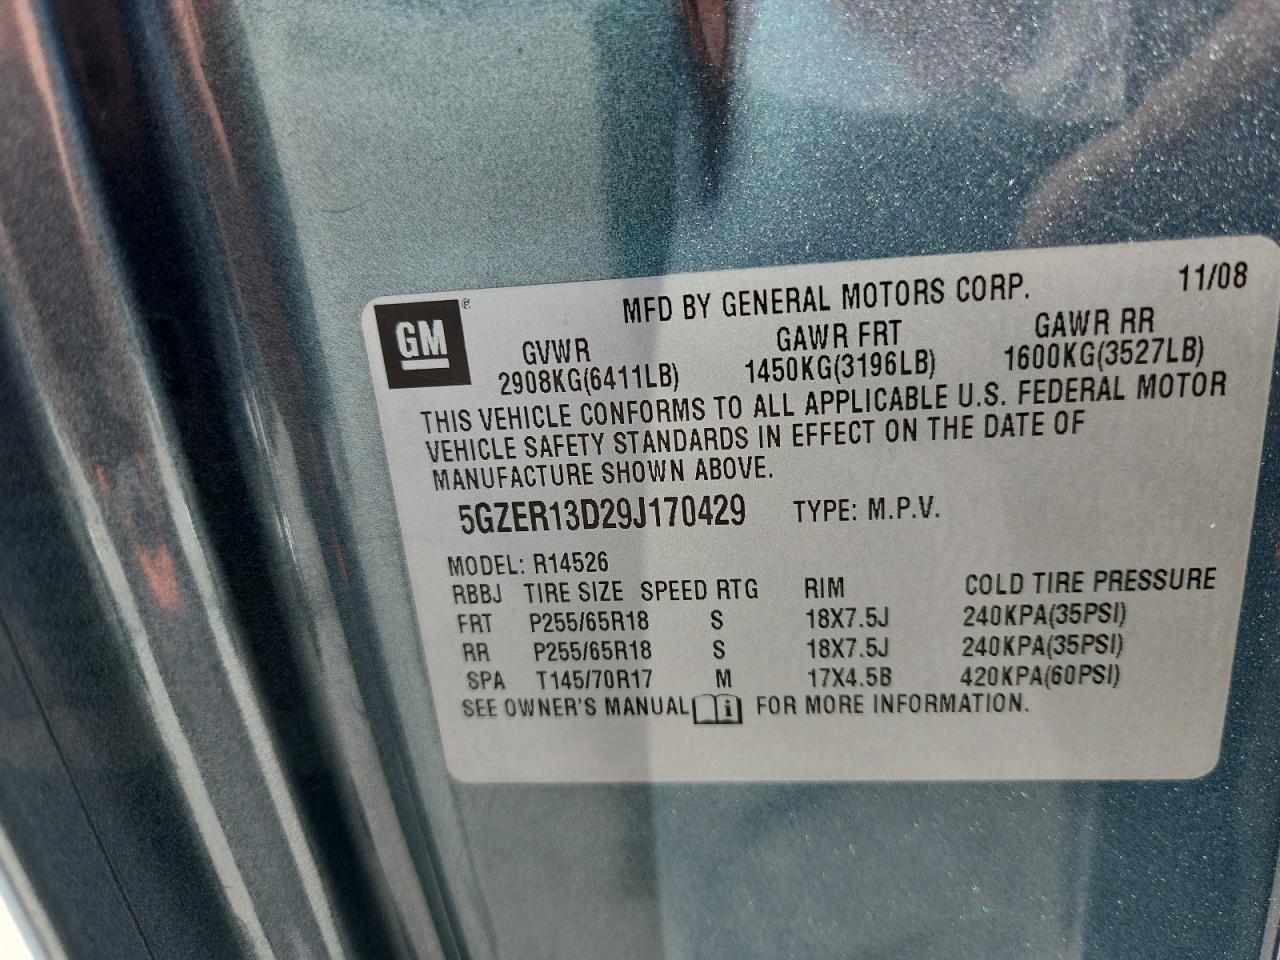 GM ®
MFD BY GENERAL MOTORS CORP. 11/08
GVWR GAWR FRT GAWR RR
2908KG(6411LB) 1450KG(3196LB) 1600KG(3527LB)
THIS VEHICLE CONFORMS TO ALL APPLICABLE U.S. FEDERAL MOTOR
VEHICLE SAFETY STANDARDS IN EFFECT ON THE DATE OF
MANUFACTURE SHOWN ABOVE.
5GZER13D29J170429 TYPE: M.P.V.
MODEL: R14526
RBBJ TIRE SIZE SPEED RTG RIM COLD TIRE PRESSURE
FRT P255/65R18 S 18X7.5J 240KPA(35PSI)
RR P255/65R18 S 18X7.5J 240KPA(35PSI)
SPA T145/70R17 M 17X4.5B 420KPA(60PSI)
SEE OWNER'S MANUAL i FOR MORE INFORMATION.